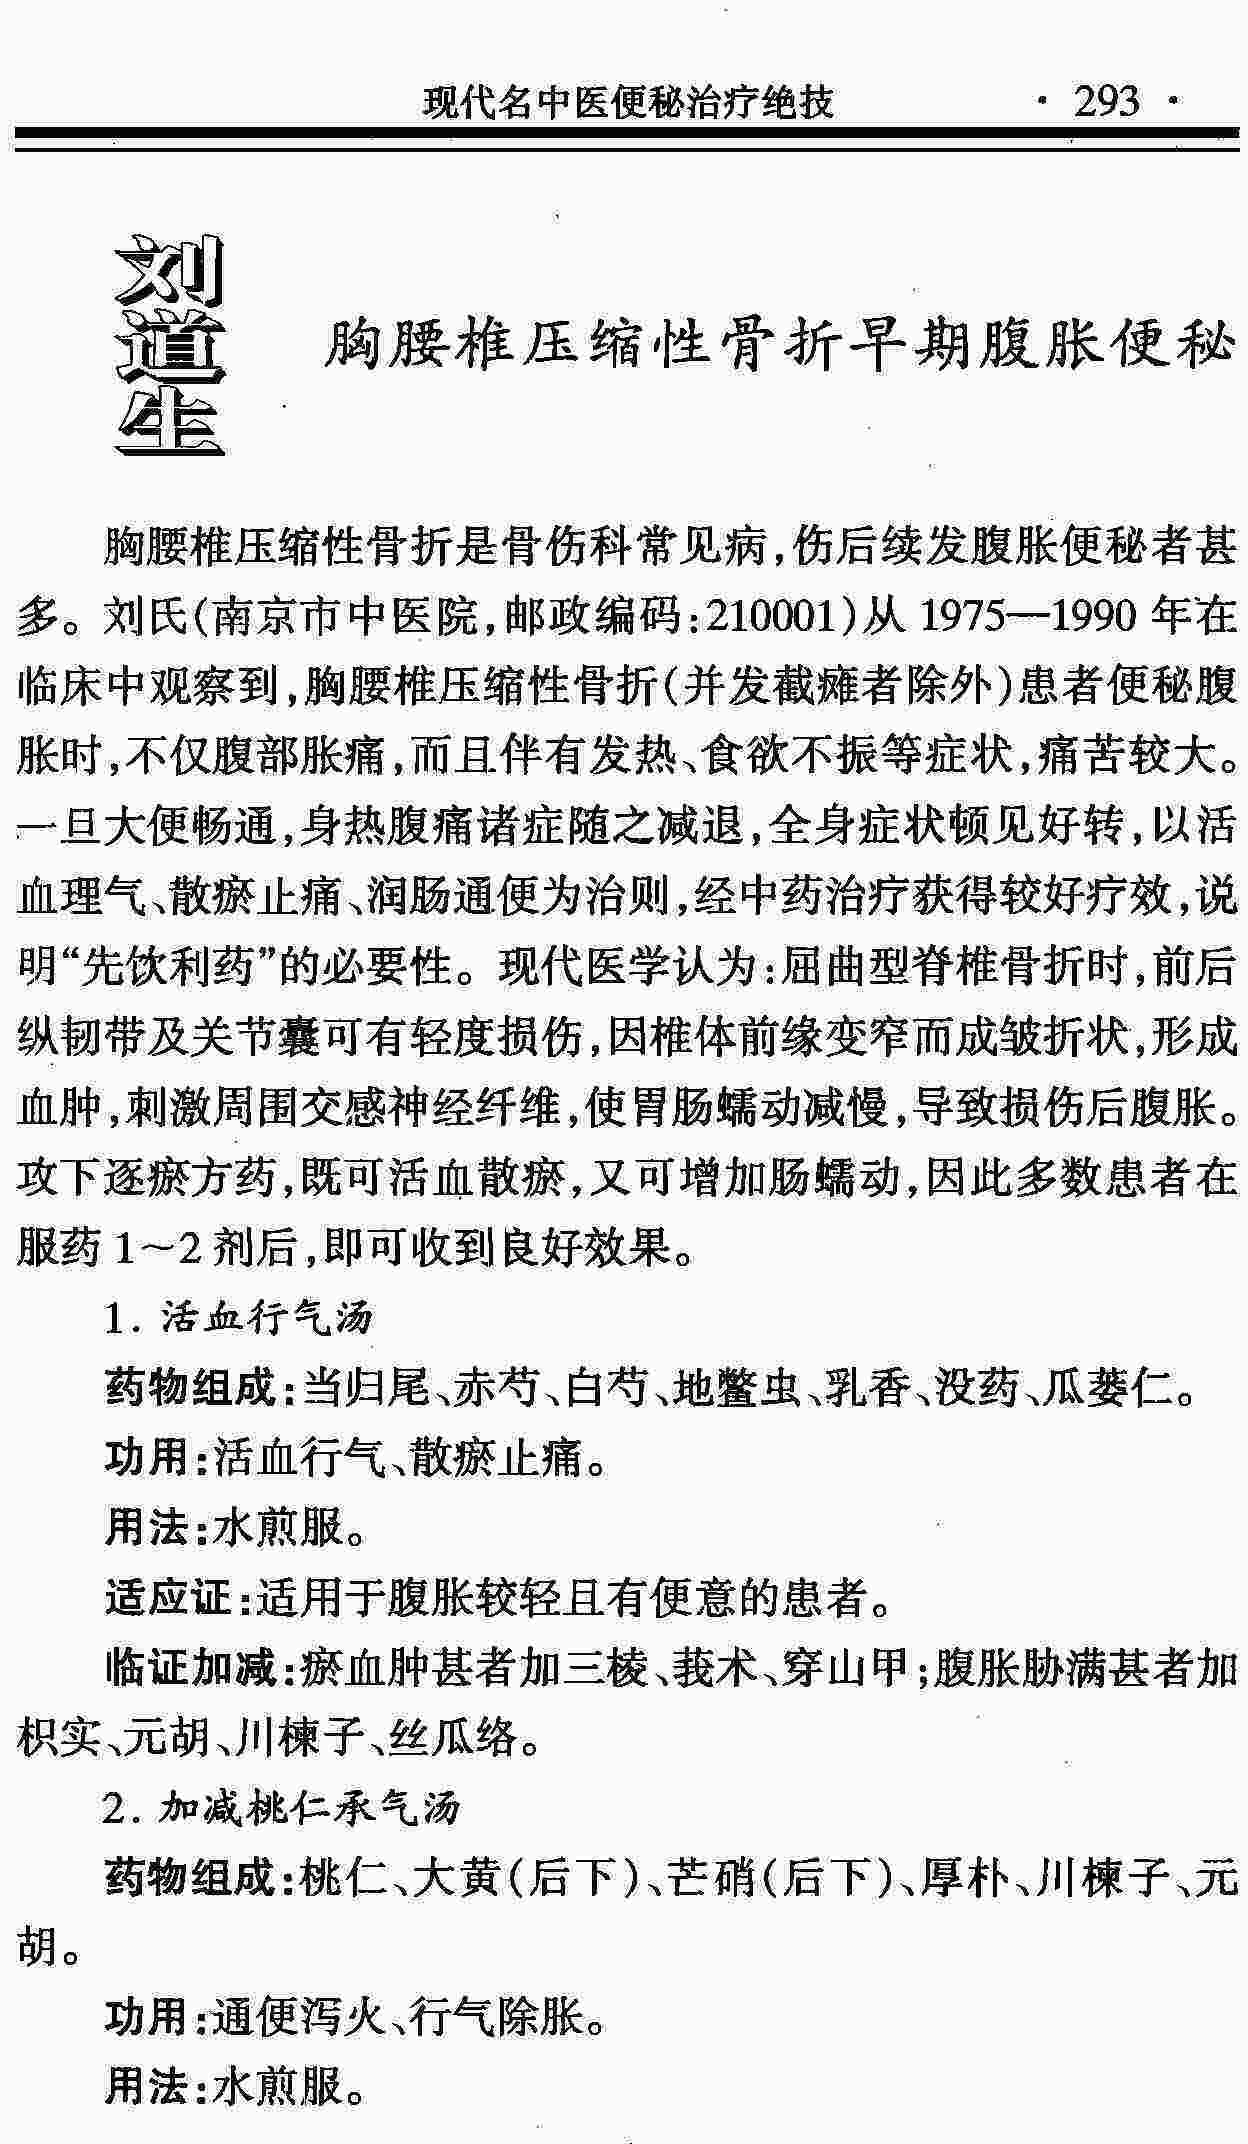 现代名中医便秘治疗绝技 · 293 ·
刘道生
胸腰椎压缩性骨折早期腹胀便秘
胸腰椎压缩性骨折是骨伤科常见病,伤后续发腹胀便秘者甚
多。刘氏(南京市中医院,邮政编码:210001)从 1975—1990 年在
临床中观察到,胸腰椎压缩性骨折(并发截瘫者除外)患者便秘腹
胀时,不仅腹部胀痛,而且伴有发热、食欲不振等症状,痛苦较大。
一旦大便畅通,身热腹痛诸症随之减退,全身症状顿见好转,以活
血理气、散瘀止痛、润肠通便为治则,经中药治疗获得较好疗效,说
明“先饮利药”的必要性。现代医学认为:屈曲型脊椎骨折时,前后
纵韧带及关节囊可有轻度损伤,因椎体前缘变窄而成皱折状,形成
血肿,刺激周围交感神经纤维,使胃肠蠕动减慢,导致损伤后腹胀。
攻下逐瘀方药,既可活血散瘀,又可增加肠蠕动,因此多数患者在
服药 1～2 剂后,即可收到良好效果。
1. 活血行气汤
药物组成:当归尾、赤芍、白芍、地鳖虫、乳香、没药、瓜蒌仁。
功用:活血行气、散瘀止痛。
用法:水煎服。
适应证:适用于腹胀较轻且有便意的患者。
临证加减:瘀血肿甚者加三棱、莪术、穿山甲;腹胀胁满甚者加
枳实、元胡、川楝子、丝瓜络。
2. 加减桃仁承气汤
药物组成:桃仁、大黄(后下)、芒硝(后下)、厚朴、川楝子、元
胡。
功用:通便泻火、行气除胀。
用法:水煎服。